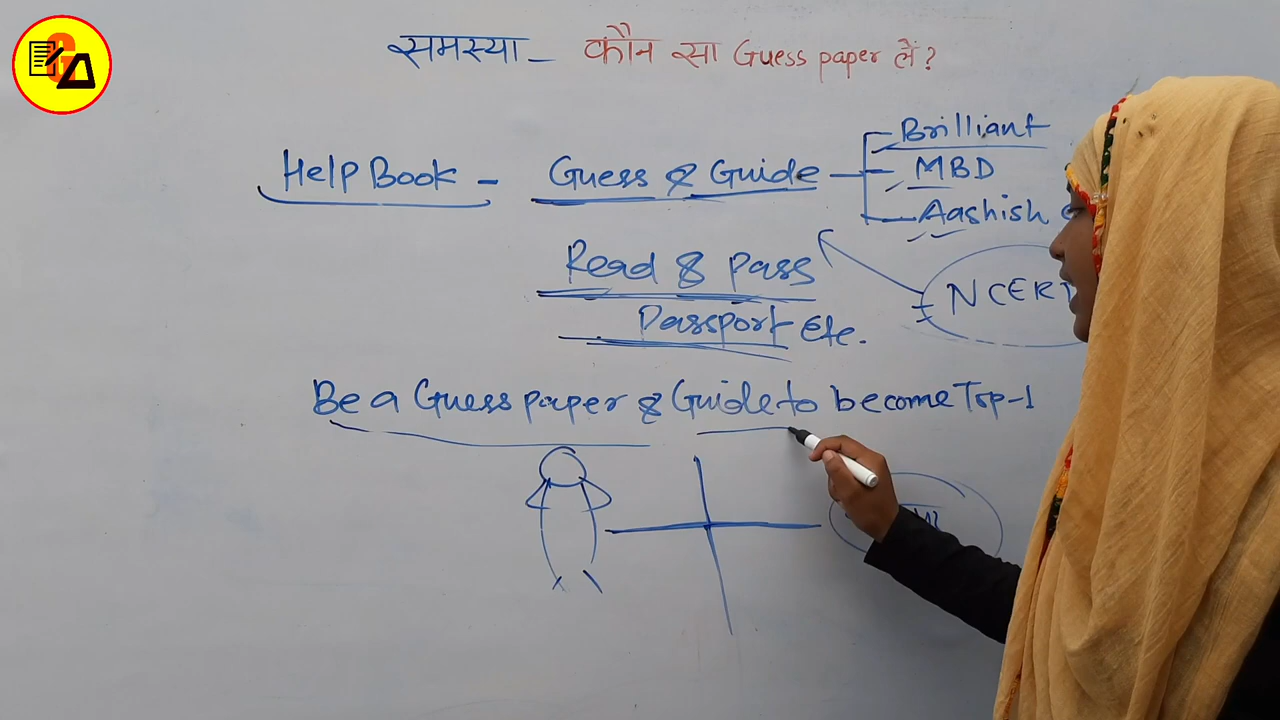 समस्या – कौन सा Guess paper लें?
Help Book - Guess & Guide
Brilliant
MBD
Aashish
Read & Pass
NCER
Passport Etc.
Be a Guess paper & Guide to become Top-1